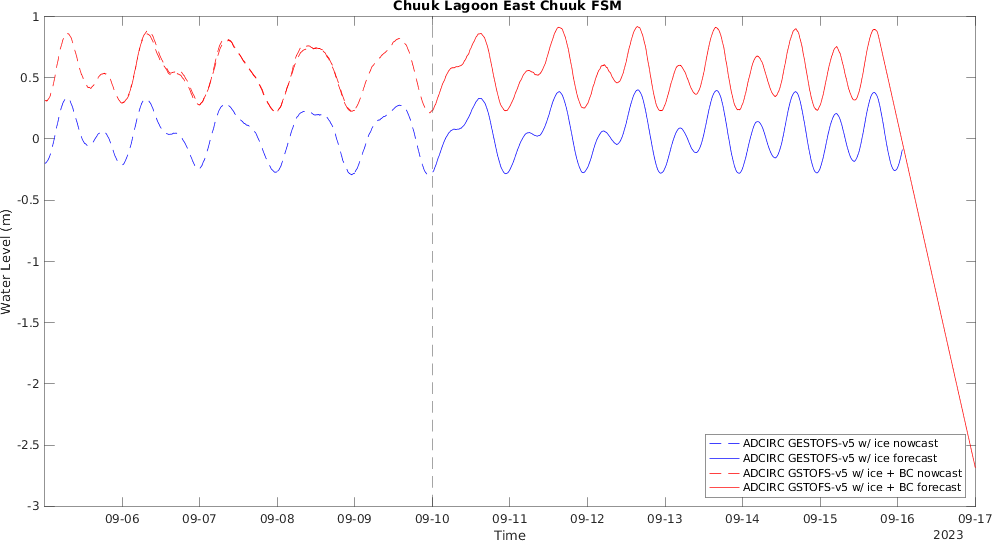 Chuuk Lagoon East Chuuk FSM
1
0.5
0
-0.5
-1
-1.5
-2
-2.5
-3
Water Level (m)
ADCIRC GESTOFS-v5 w/ ice nowcast
ADCIRC GESTOFS-v5 w/ ice forecast
ADCIRC GSTOFS-v5 w/ ice + BC nowcast
ADCIRC GSTOFS-v5 w/ ice + BC forecast
09-06 09-07 09-08 09-09 09-10 09-11 09-12 09-13 09-14 09-15 09-16 09-17
Time
2023